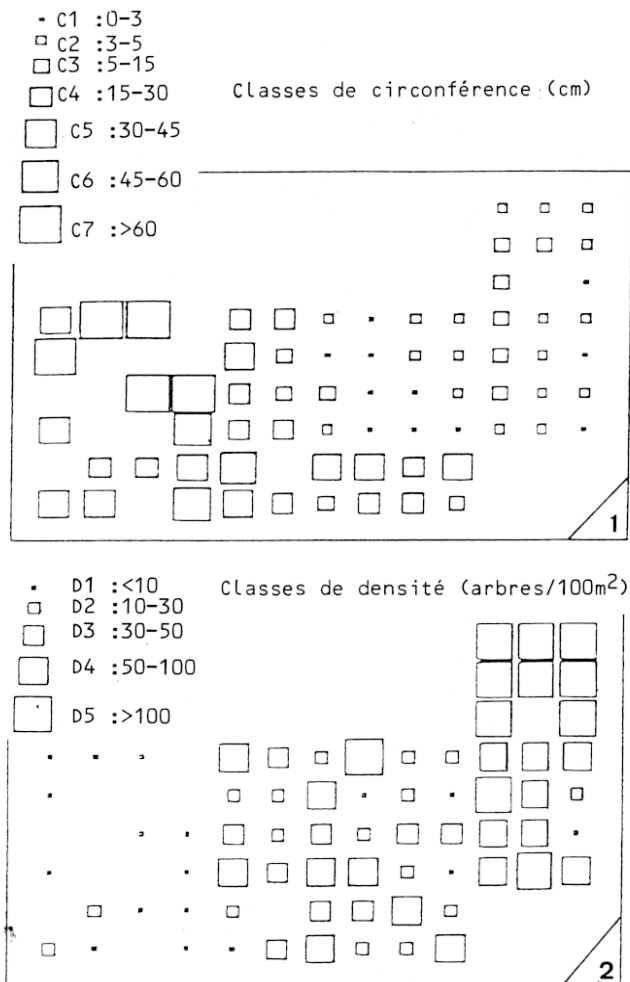 C1 :0-3
C2 :3-5
C3 :5-15
C4 :15-30
Classes de circonférence (cm)
C5 :30-45
C6 :45-60
C7 :>60
1
D1 :<10
Classes de densité (arbres/100m²)
D2 :10-30
D3 :30-50
D4 :50-100
D5 :>100
2